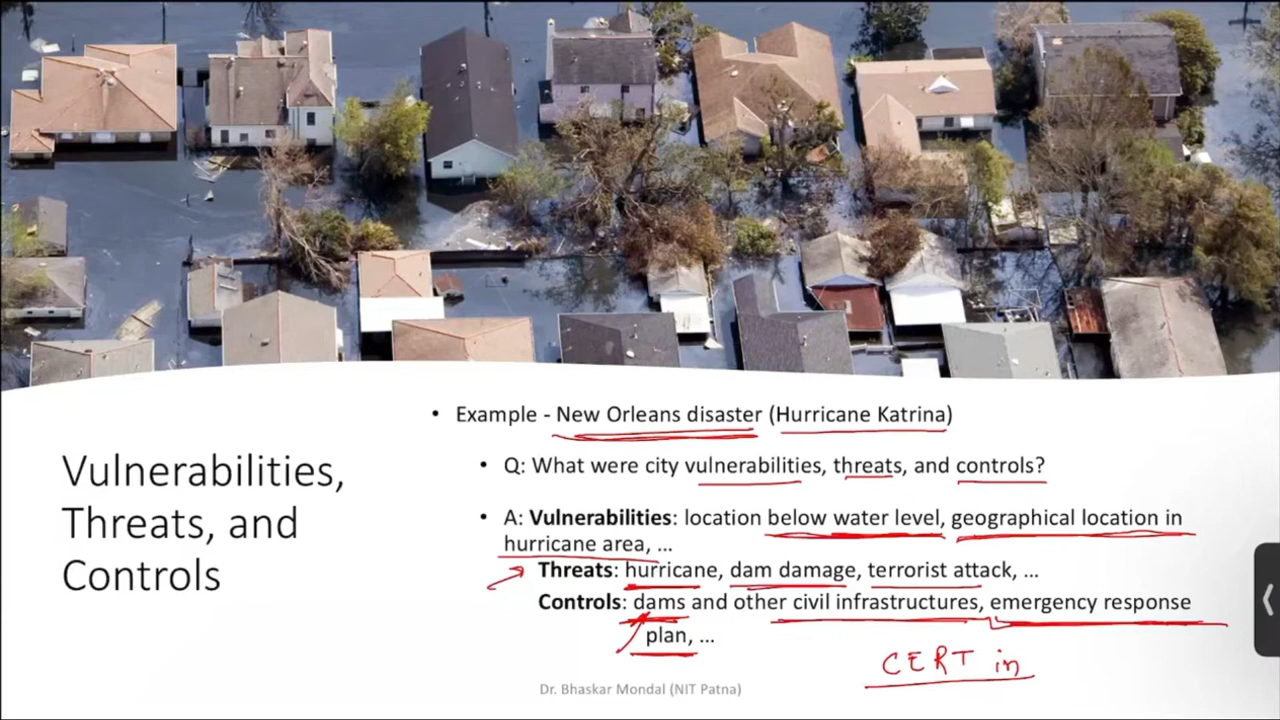 Vulnerabilities,
Threats, and
Controls
• Example - New Orleans disaster (Hurricane Katrina)
• Q: What were city vulnerabilities, threats, and controls?
• A: Vulnerabilities: location below water level, geographical location in
hurricane area, ...
Threats: hurricane, dam damage, terrorist attack, ...
Controls: dams and other civil infrastructures, emergency response
plan, ...
CERT in
Dr. Bhaskar Mondal (NIT Patna)